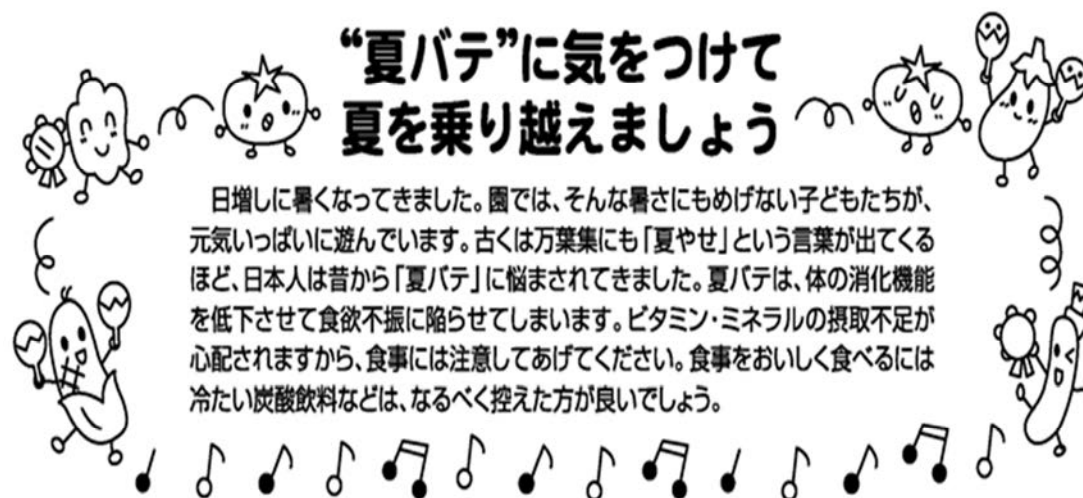 “夏バテ”に気をつけて
夏を乗り越えましょう
日増しに暑くなってきました。園では、そんな暑さにもめげない子どもたちが、
元気いっぱいに遊んでいます。古くは万葉集にも「夏やせ」という言葉が出てくる
ほど、日本人は昔から「夏バテ」に悩まされてきました。夏バテは、体の消化機能
を低下させて食欲不振に陥らせてしまいます。ビタミン・ミネラルの摂取不足が
心配されますから、食事には注意してあげてください。食事をおいしく食べるには
冷たい炭酸飲料などは、なるべく控えた方が良いでしょう。